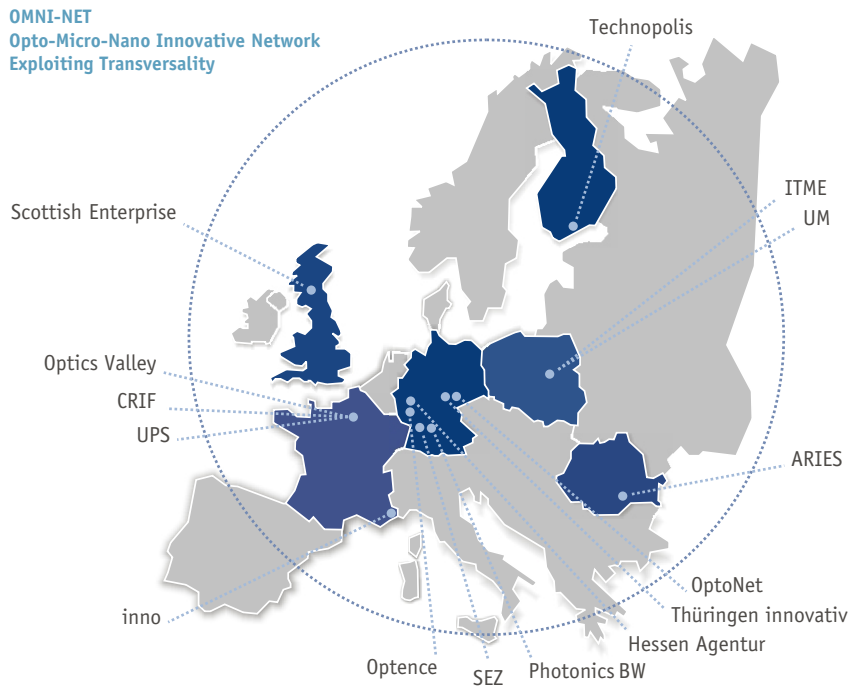 OMNI-NET
Opto-Micro-Nano Innovative Network
Exploiting Transversality
Technopolis
ITME
UM
Scottish Enterprise
Optics Valley
CRIF
UPS
ARIES
inno
OptoNet
Thüringen innovativ
Hessen Agentur
Optence
SEZ
Photonics BW